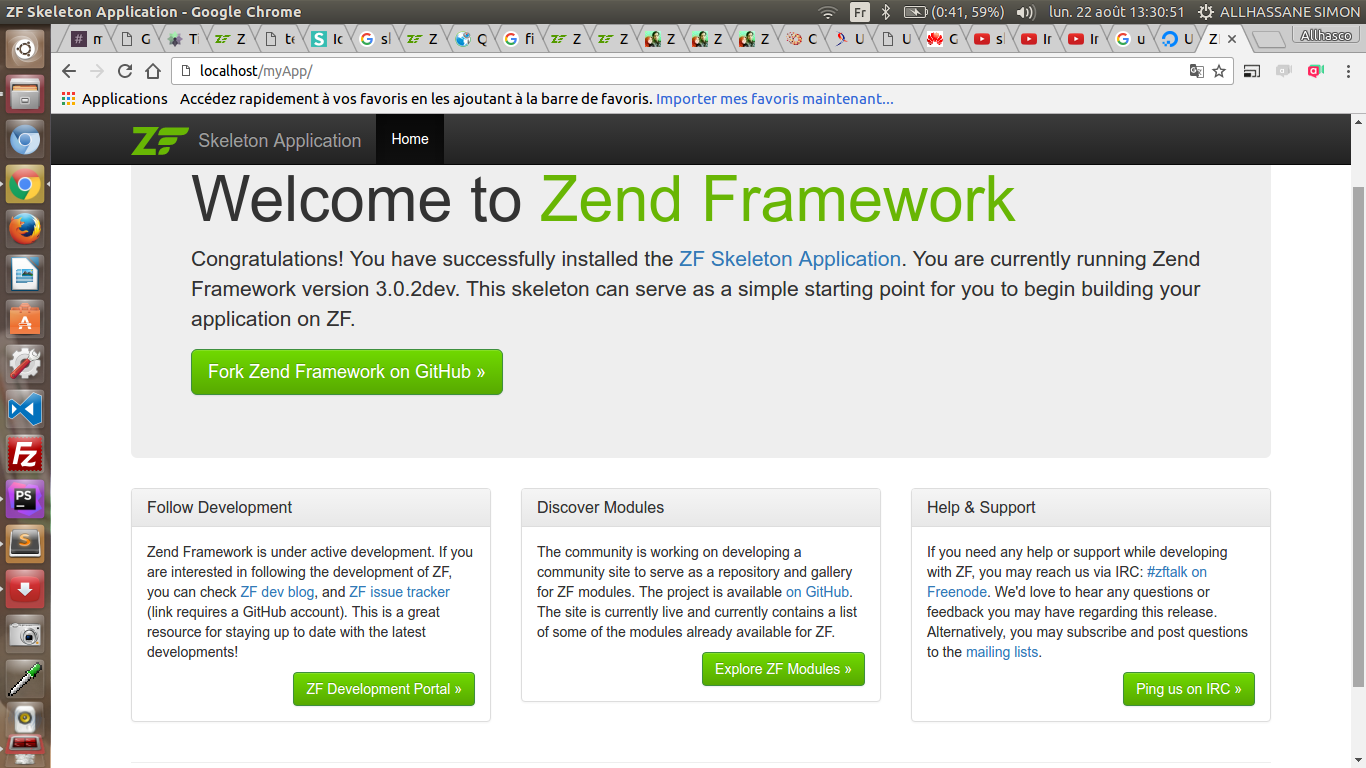 ZF Skeleton Application - Google Chrome
Fr
(0:41, 59%)
lun. 22 août 13:30:51
ALLHASSANE SIMON
Allhasco
localhost/myApp/
Applications
Accédez rapidement à vos favoris en les ajoutant à la barre de favoris. Importer mes favoris maintenant...
ZF Skeleton Application
Home
Welcome to Zend Framework
Congratulations! You have successfully installed the ZF Skeleton Application. You are currently running Zend
Framework version 3.0.2dev. This skeleton can serve as a simple starting point for you to begin building your
application on ZF.
Fork Zend Framework on GitHub »
Follow Development
Zend Framework is under active development. If you
are interested in following the development of ZF,
you can check ZF dev blog, and ZF issue tracker
(link requires a GitHub account). This is a great
resource for staying up to date with the latest
developments!
ZF Development Portal »
Discover Modules
The community is working on developing a
community site to serve as a repository and gallery
for ZF modules. The project is available on GitHub.
The site is currently live and currently contains a list
of some of the modules already available for ZF.
Explore ZF Modules »
Help & Support
If you need any help or support while developing
with ZF, you may reach us via IRC: #zftalk on
Freenode. We'd love to hear any questions or
feedback you may have regarding this release.
Alternatively, you may subscribe and post questions
to the mailing lists.
Ping us on IRC »